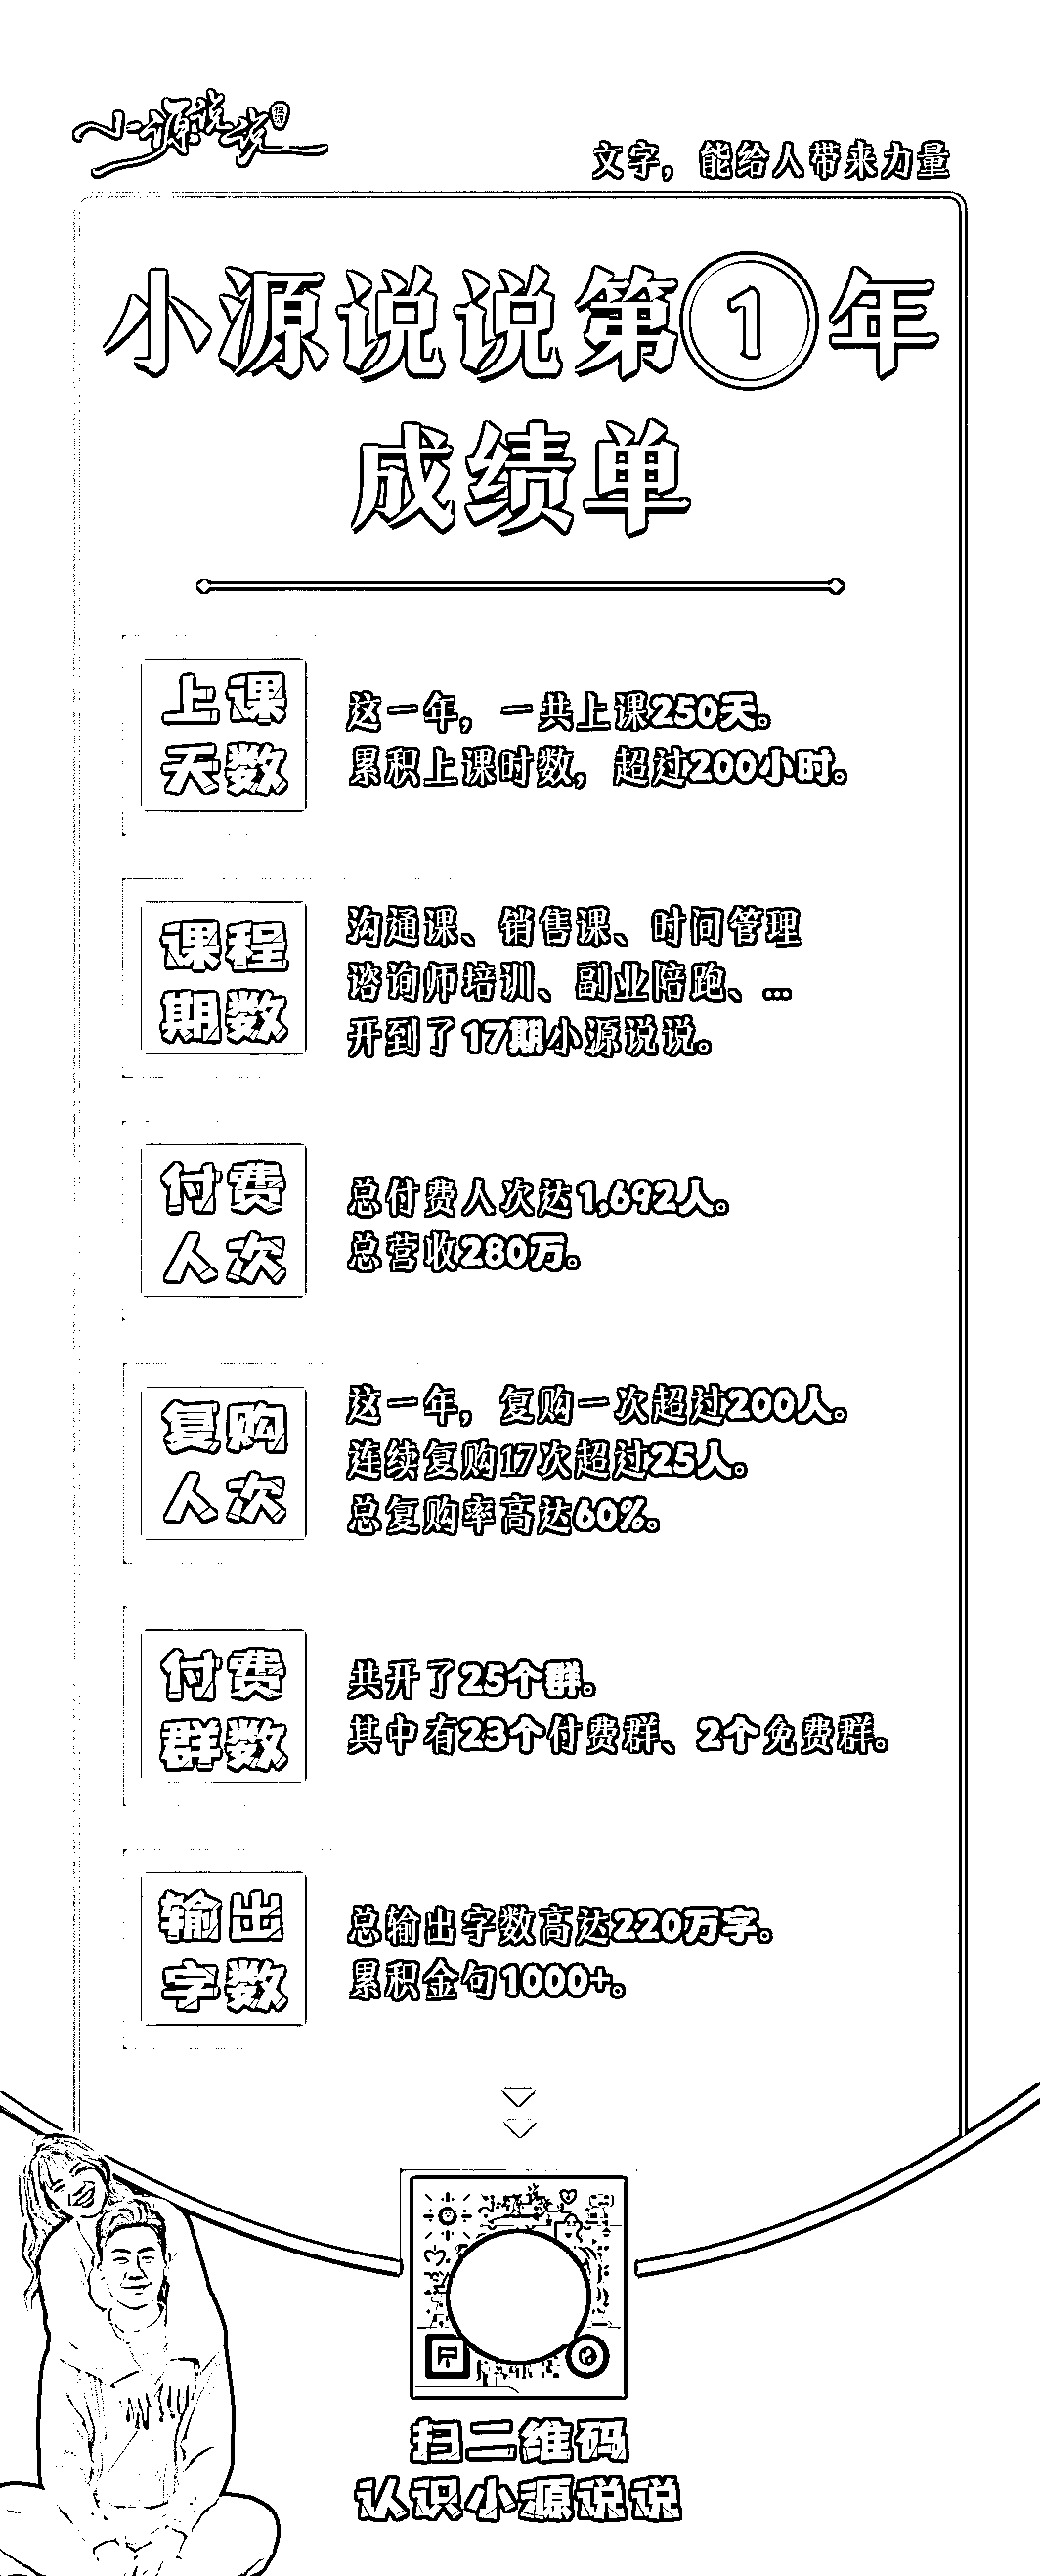 小源说说
文字，能给人带来力量
小源说说第1年
成绩单
上课
天数
这一年，一共上课250天。
累积上课时数，超过200小时。
课程
期数
沟通课、销售课、时间管理
谘询师培训、副业陪跑、...
开到了17期小源说说。
付费
人次
总付费人次达1,692人。
总营收280万。
复购
人次
这一年，复购一次超过200人。
连续复购17次超过25人。
总复购率高达60%。
付费
群数
共开了25个群。
其中有23个付费群、2个免费群。
输出
字数
总输出字数高达220万字。
累积金句1000+。
扫二维码
认识小源说说